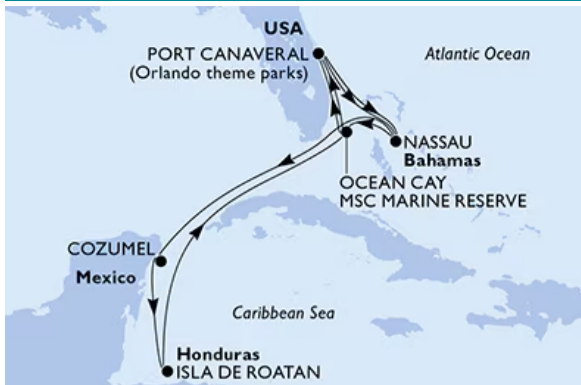 USA
PORT CANAVERAL
(Orlando theme parks)
Atlantic Ocean
NASSAU
Bahamas
OCEAN CAY
MSC MARINE RESERVE
COZUMEL
Mexico
Caribbean Sea
Honduras
ISLA DE ROATAN